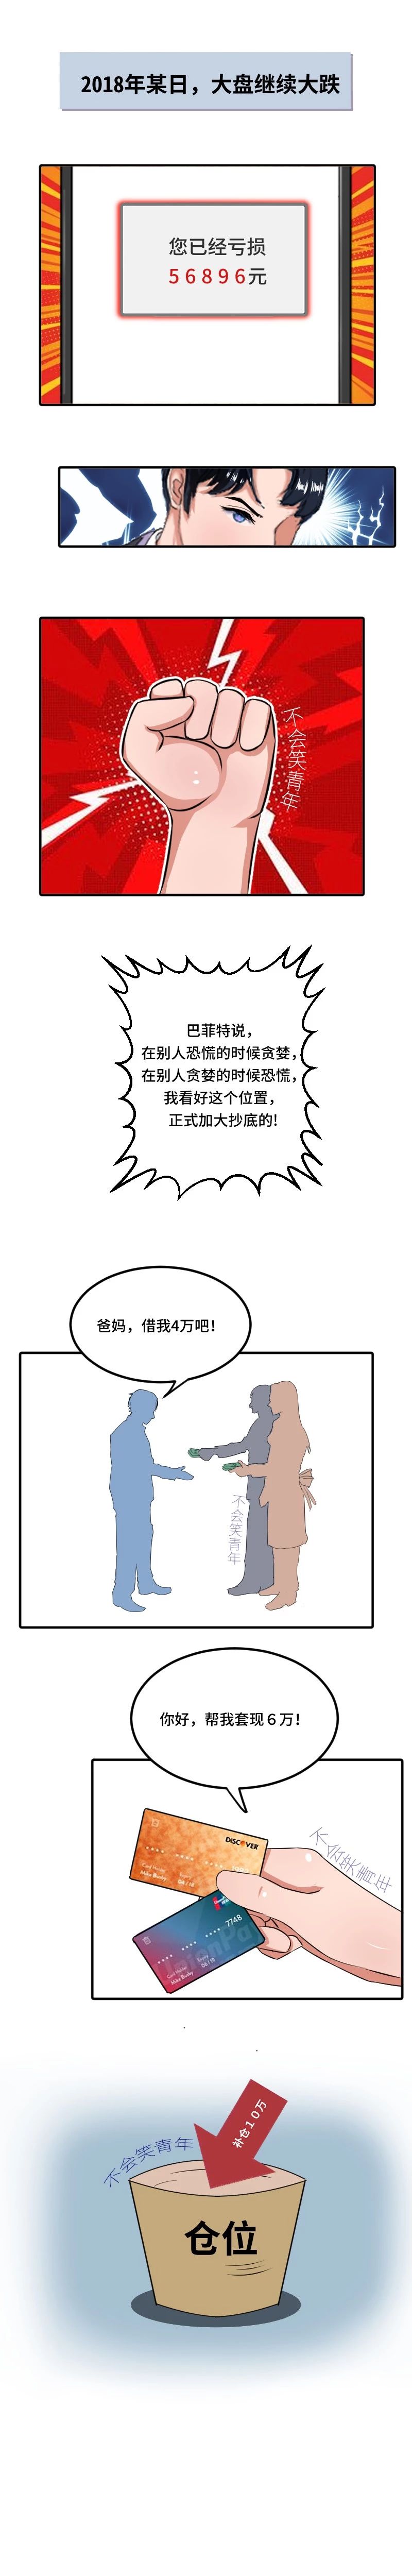 2018年某日，大盘继续大跌
您已经亏损
56896元
不会笑青年
巴菲特说，
在别人恐慌的时候贪婪，
在别人贪婪的时候恐慌，
我看好这个位置，
正式加大抄底的!
爸妈，借我4万吧!
不会笑青年
你好，帮我套现６万!
DISCOVER
Mike Busby
不会笑青年
7748
Mike Busby
UnionPay
补仓１０万
不会笑青年
仓位